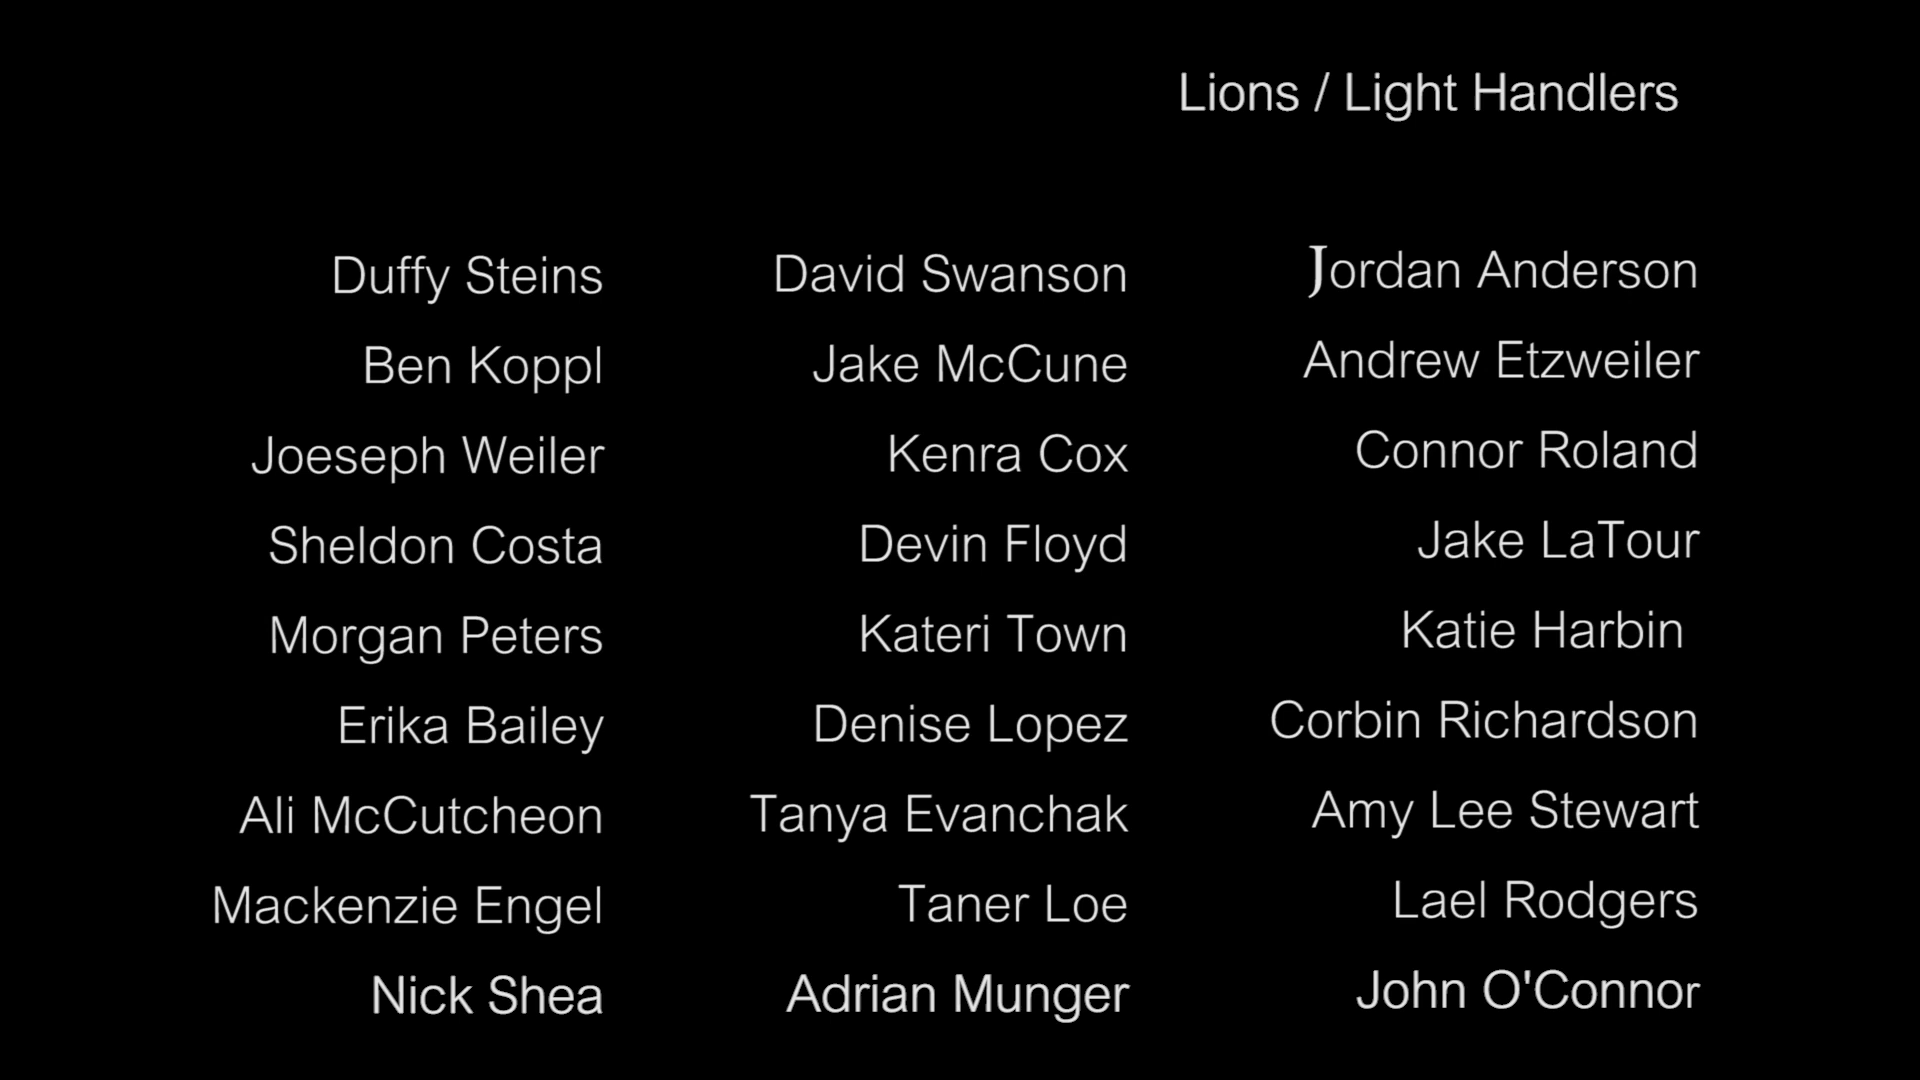 Lions / Light Handlers
Duffy Steins
Ben Koppl
Joeseph Weiler
Sheldon Costa
Morgan Peters
Erika Bailey
Ali McCutcheon
Mackenzie Engel
Nick Shea
David Swanson
Jake McCune
Kenra Cox
Devin Floyd
Kateri Town
Denise Lopez
Tanya Evanchak
Taner Loe
Adrian Munger
Jordan Anderson
Andrew Etzweiler
Connor Roland
Jake LaTour
Katie Harbin
Corbin Richardson
Amy Lee Stewart
Lael Rodgers
John O'Connor